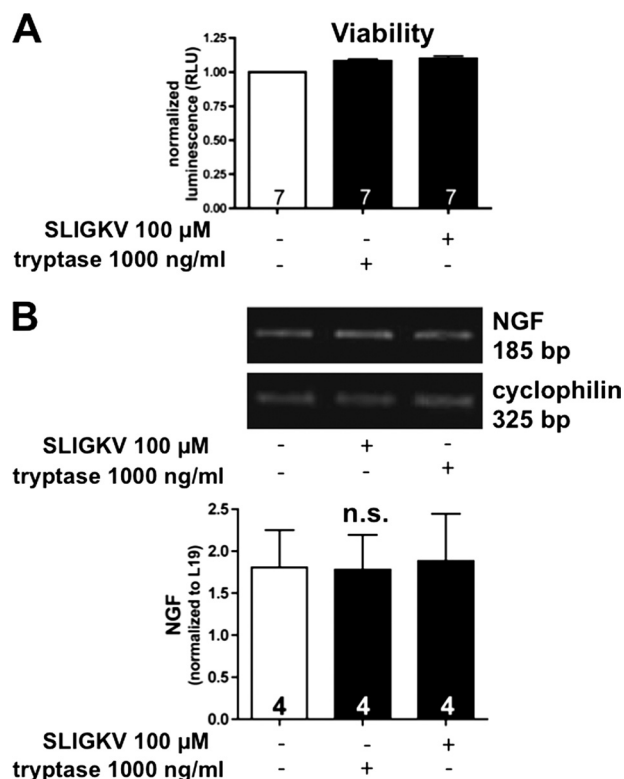 A
Viability
normalized
luminescence (RLU)
1.25
1.00
0.75
0.50
0.25
0.00
7 7 7
SLIGKV 100 µM - - +
tryptase 1000 ng/ml - + -
B
NGF
185 bp
cyclophilin
325 bp
SLIGKV 100 µM - + -
tryptase 1000 ng/ml - - +
NGF
(normalized to L19)
2.5
2.0
1.5
1.0
0.5
0.0
n.s.
4 4 4
SLIGKV 100 µM - - +
tryptase 1000 ng/ml - + -